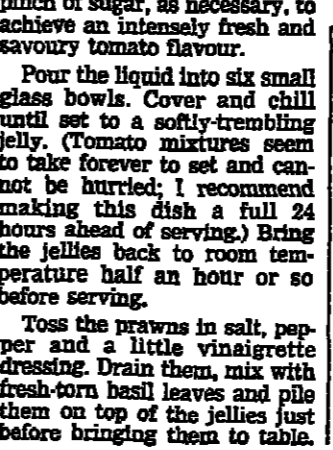 pinch of sugar, as necessary, to
achieve an intensely fresh and
savoury tomato flavour.
Pour the liquid into six small
glass bowls. Cover and chill
until set to a softly-trembling
jelly. (Tomato mixtures seem
to take forever to set and can-
not be hurried; I recommend
making this dish a full 24
hours ahead of serving.) Bring
the jellies back to room tem-
perature half an hour or so
before serving.
Toss the prawns in salt, pep-
per and a little vinaigrette
dressing. Drain them, mix with
fresh-torn basil leaves and pile
them on top of the jellies just
before bringing them to table.